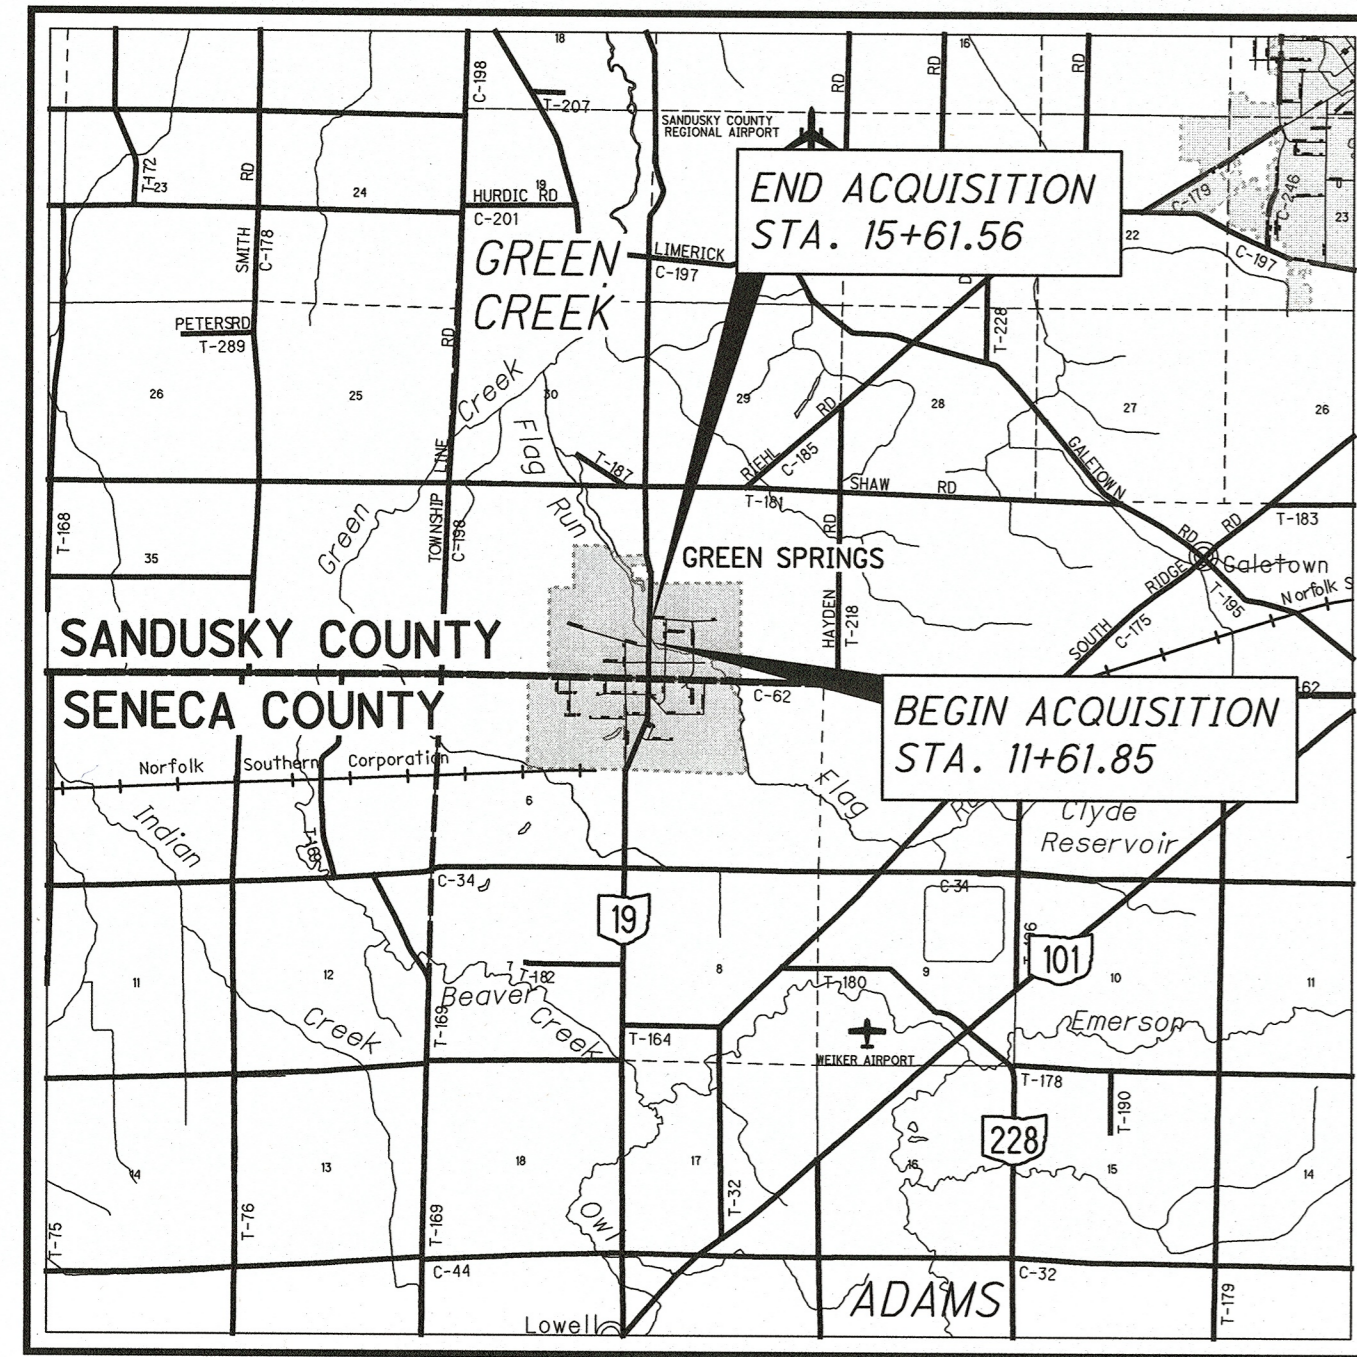 18
16
C-198
RD
RD
RD
T-207
SANDUSKY COUNTY
REGIONAL AIRPORT
END ACQUISITION
STA. 15+61.56
T-172
23
RD
24
19
HURDIC RD
C-201
C-179
C-246
23
22
C-197
SMITH
C-178
GREEN
CREEK
LIMERICK
C-197
D
T-228
PETERS RD
T-289
RD
26
25
Creek
30
29
RD
28
27
26
Flag
Run
T-187
RIEHL
C-185
T-181
SHAW RD
GALETOWN
RD
RD
T-183
LINE
TOWNSHIP
C-198
T-168
Green
35
RD
GREEN SPRINGS
HAYDEN
T-218
Galetown
RIDGE
SOUTH
C-175
T-195
Norfolk S
SANDUSKY COUNTY
SENECA COUNTY
C-62
62
BEGIN ACQUISITION
STA. 11+61.85
Norfolk Southern Corporation
6
Flag
Ru
Clyde
Reservoir
Indian
T-169
C-34
C-34
19
101
11
12
7
T-182
8
9
10
11
T-180
Beaver
Creek
Creek
T-169
T-164
Emerson
WEIKER AIRPORT
T-178
T-190
228
14
13
18
17
16
15
14
T-75
T-76
T-169
Owl
T-32
C-44
C-32
ADAMS
T-179
Lowell